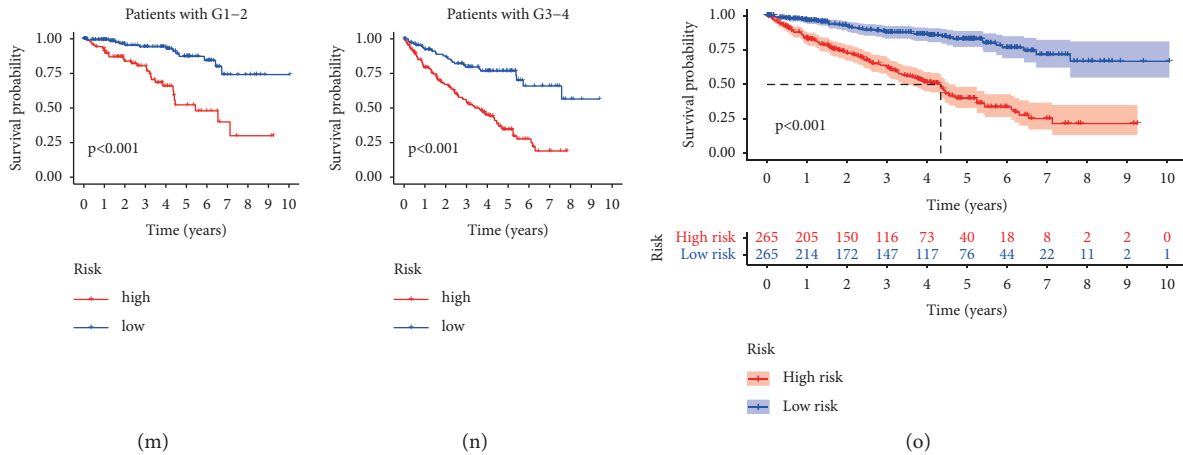 Patients with G1−2
Survival probability
1.00
0.75
0.50
0.25
0.00
p<0.001
0 1 2 3 4 5 6 7 8 9 10
Time (years)
Risk
high
low
(m)
Patients with G3−4
Survival probability
1.00
0.75
0.50
0.25
0.00
p<0.001
0 1 2 3 4 5 6 7 8 9 10
Time (years)
Risk
high
low
(n)
Survival probability
1.00
0.75
0.50
0.25
0.00
p<0.001
0 1 2 3 4 5 6 7 8 9 10
Time (years)
Risk
High risk 265 205 150 116 73 40 18 8 2 2 0
Low risk 265 214 172 147 117 76 44 22 11 2 1
0 1 2 3 4 5 6 7 8 9 10
Time (years)
Risk
High risk
Low risk
(o)